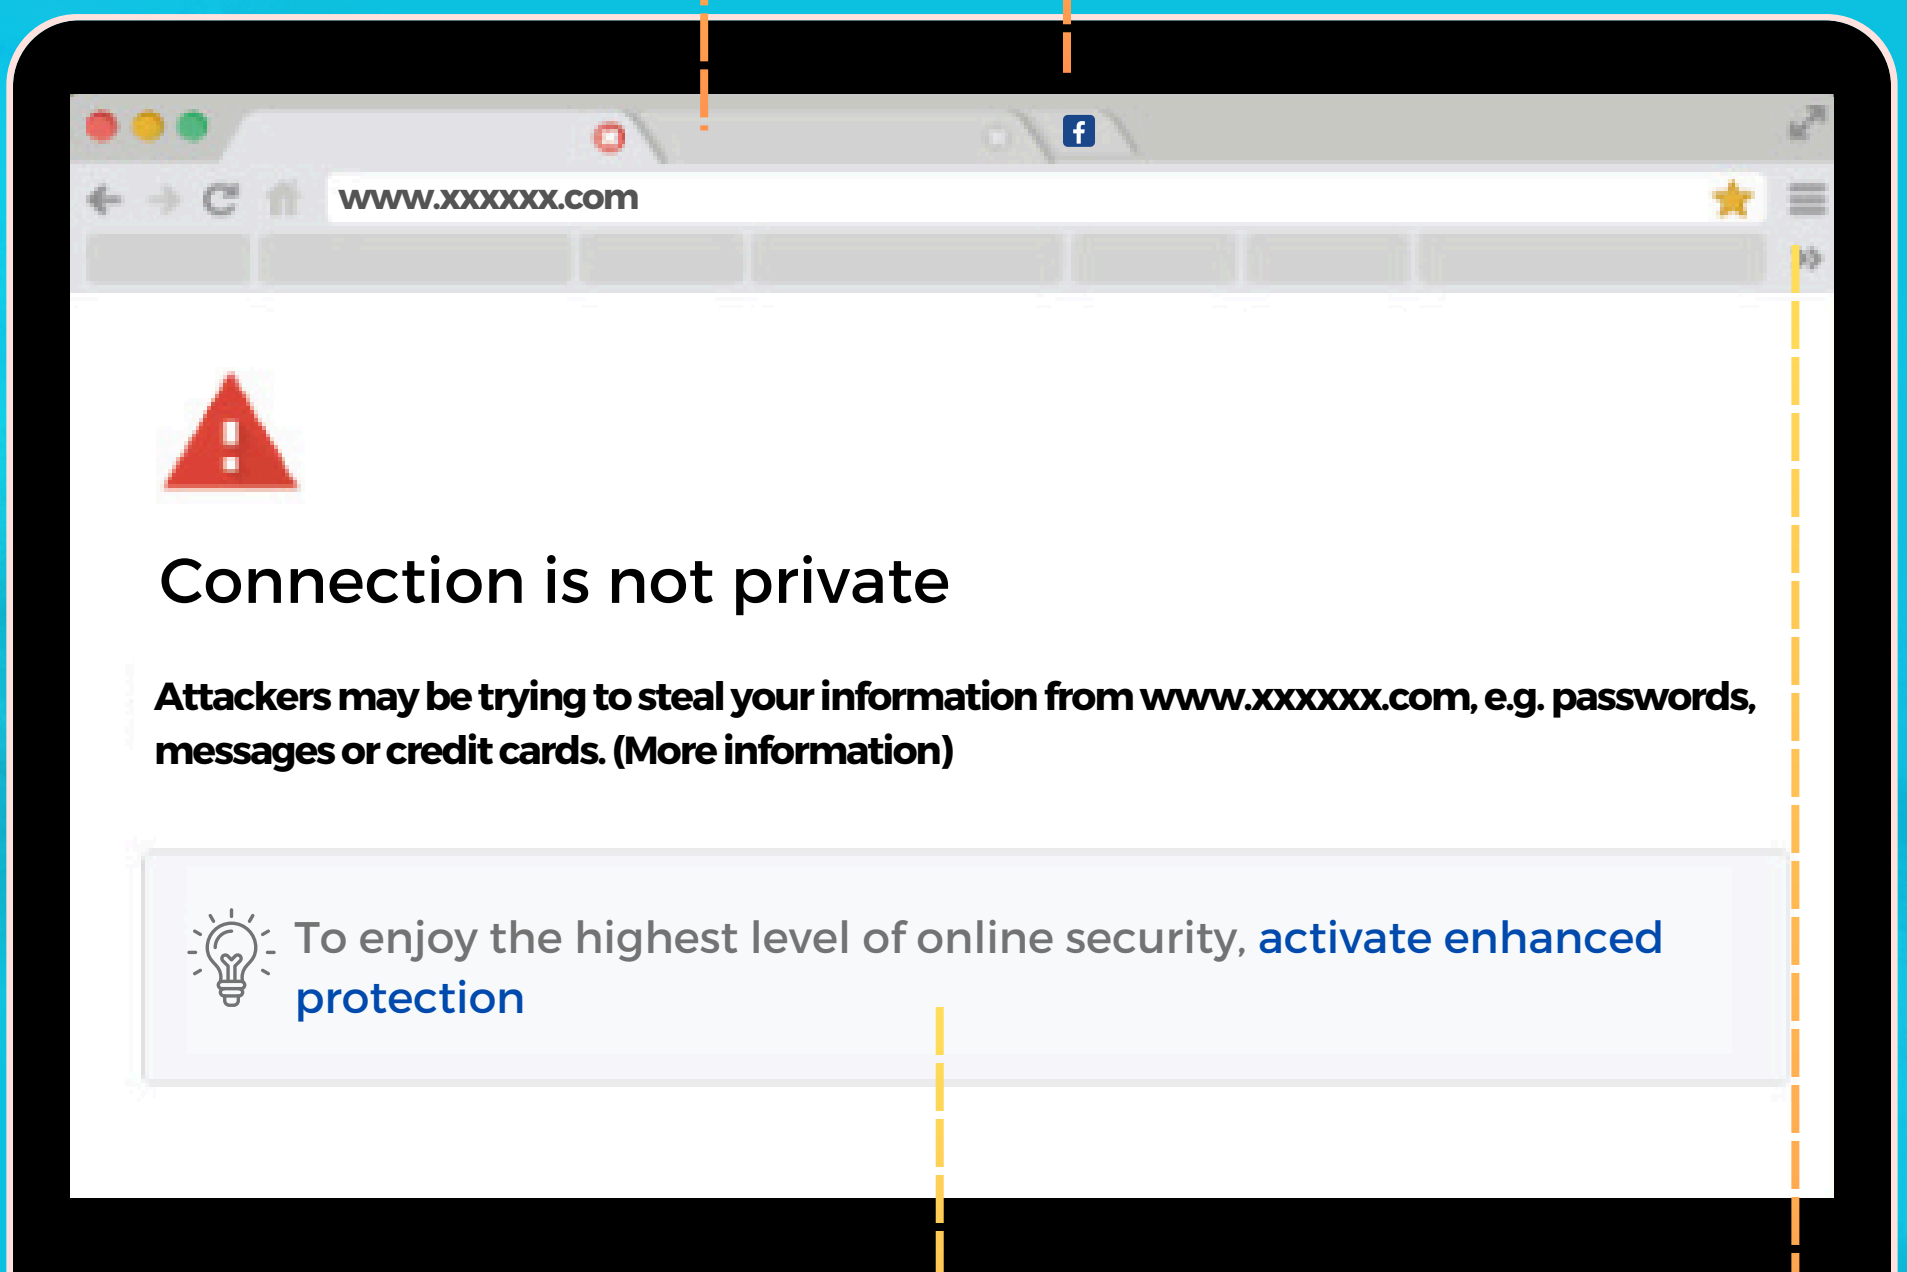 www.xxxxxx.com
Connection is not private
Attackers may be trying to steal your information from www.xxxxxx.com, e.g. passwords,
messages or credit cards. (More information)
To enjoy the highest level of online security, activate enhanced
protection